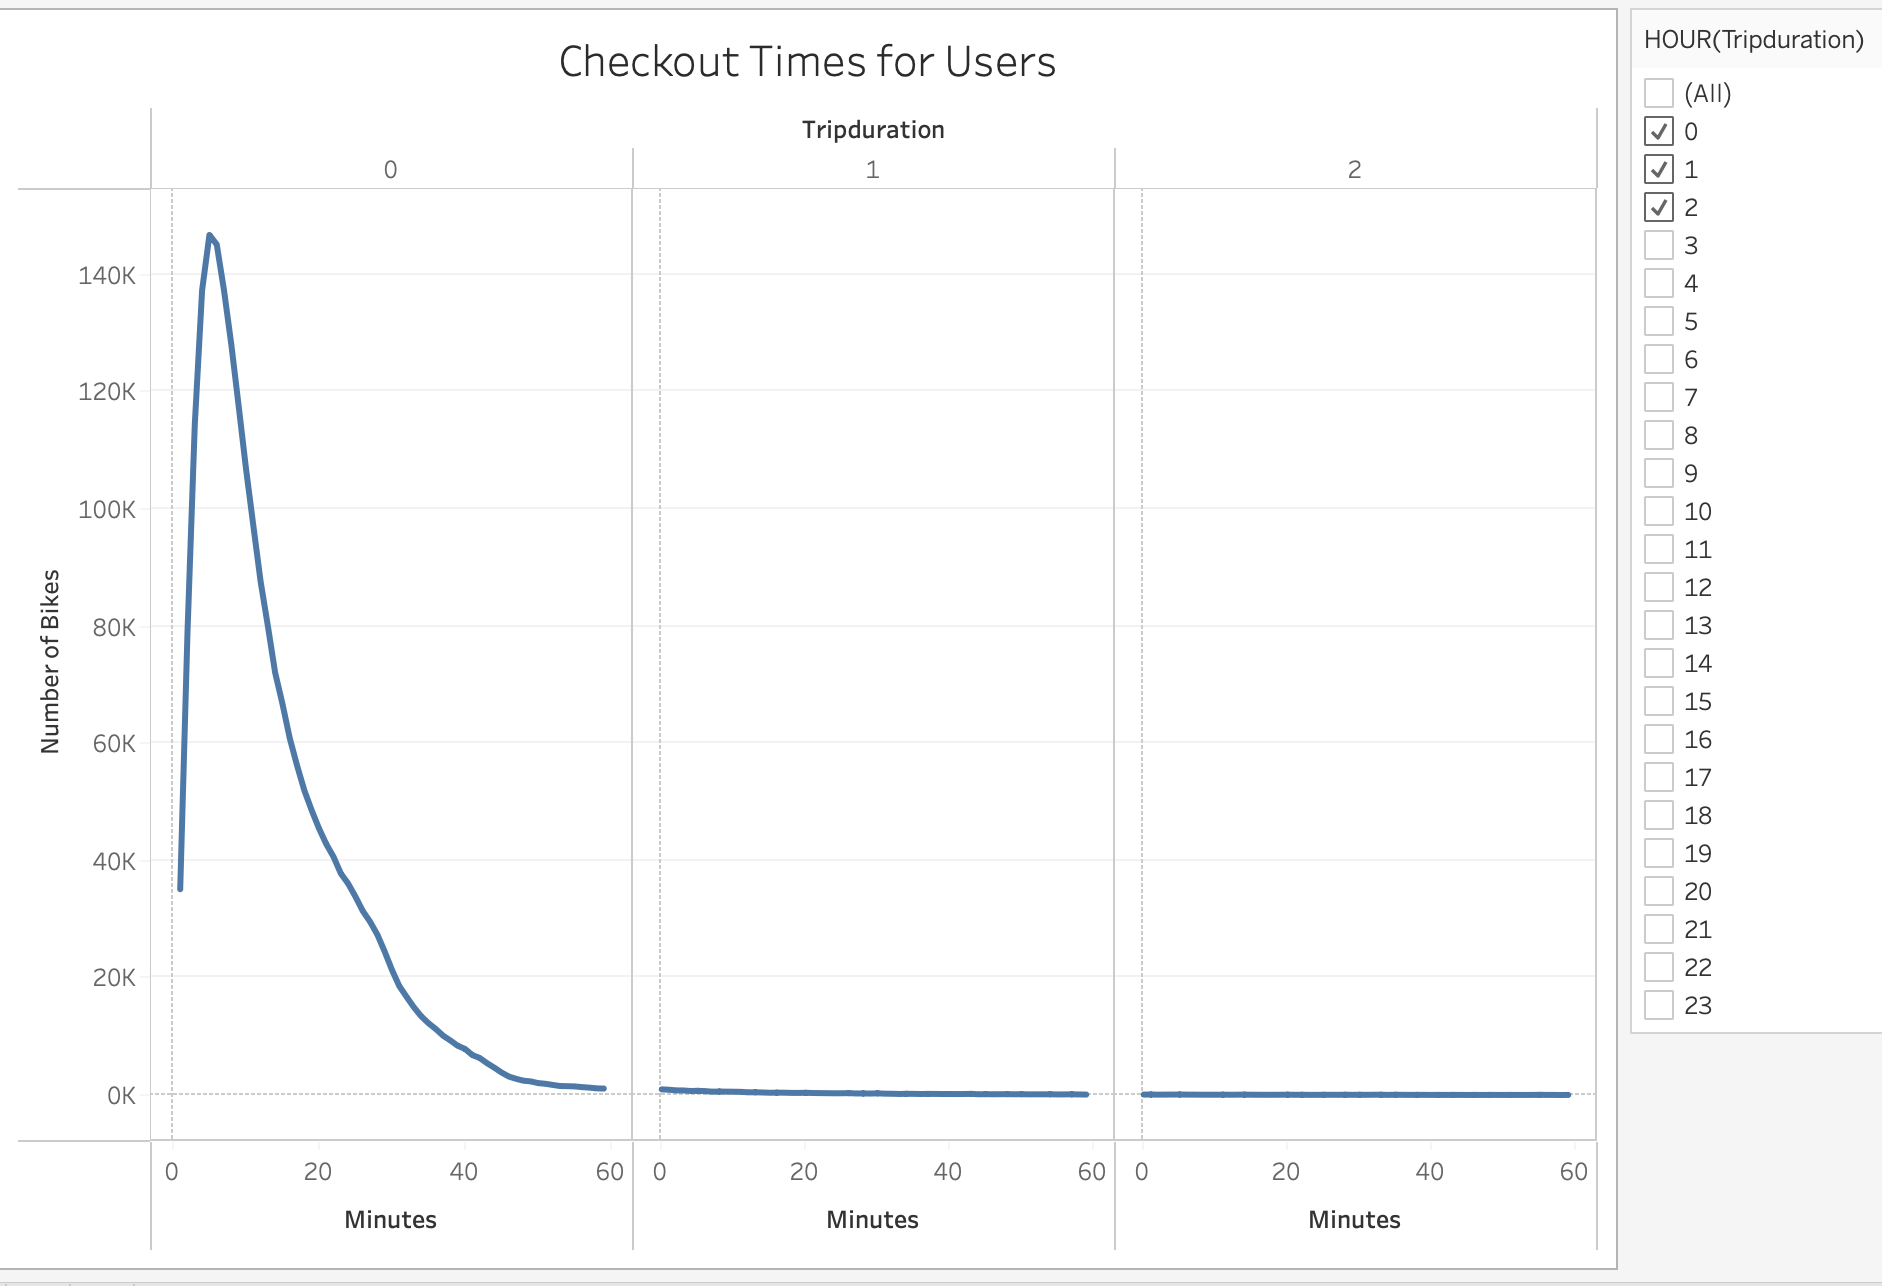 Checkout Times for Users
Tripduration
0 1 2
140K
120K
100K
80K
60K
40K
20K
0K
Number of Bikes
0 20 40 60 0 20 40 60 0 20 40 60
Minutes Minutes Minutes
HOUR(Tripduration)
(All)
0
1
2
3
4
5
6
7
8
9
10
11
12
13
14
15
16
17
18
19
20
21
22
23